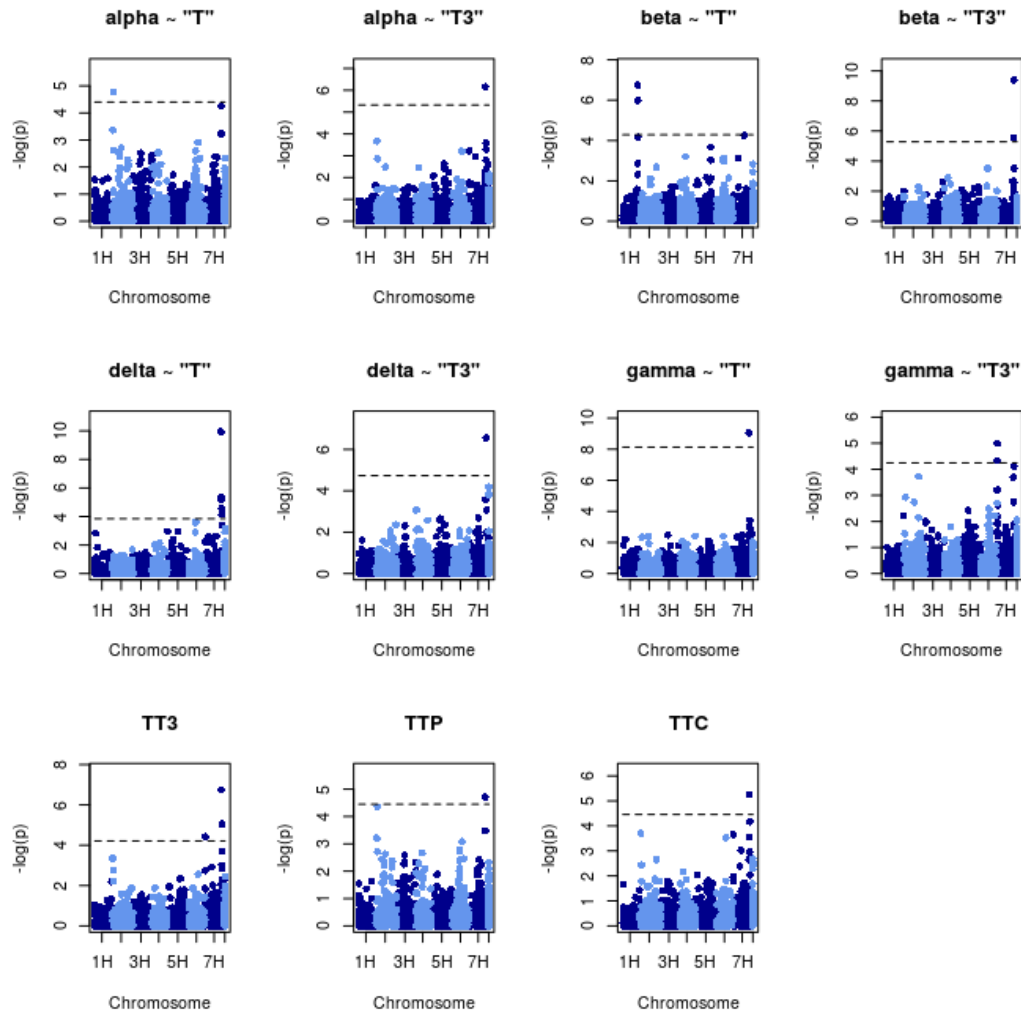 alpha ~ "T"
-log(p)
0 1 2 3 4 5
1H 3H 5H 7H
Chromosome
alpha ~ "T3"
-log(p)
0 2 4 6
1H 3H 5H 7H
Chromosome
beta ~ "T"
-log(p)
0 2 4 6 8
1H 3H 5H 7H
Chromosome
beta ~ "T3"
-log(p)
0 2 4 6 8 10
1H 3H 5H 7H
Chromosome
delta ~ "T"
-log(p)
0 2 4 6 8 10
1H 3H 5H 7H
Chromosome
delta ~ "T3"
-log(p)
0 2 4 6
1H 3H 5H 7H
Chromosome
gamma ~ "T"
-log(p)
0 2 4 6 8 10
1H 3H 5H 7H
Chromosome
gamma ~ "T3"
-log(p)
0 1 2 3 4 5 6
1H 3H 5H 7H
Chromosome
TT3
-log(p)
0 2 4 6 8
1H 3H 5H 7H
Chromosome
TTP
-log(p)
0 1 2 3 4 5
1H 3H 5H 7H
Chromosome
TTC
-log(p)
0 1 2 3 4 5 6
1H 3H 5H 7H
Chromosome